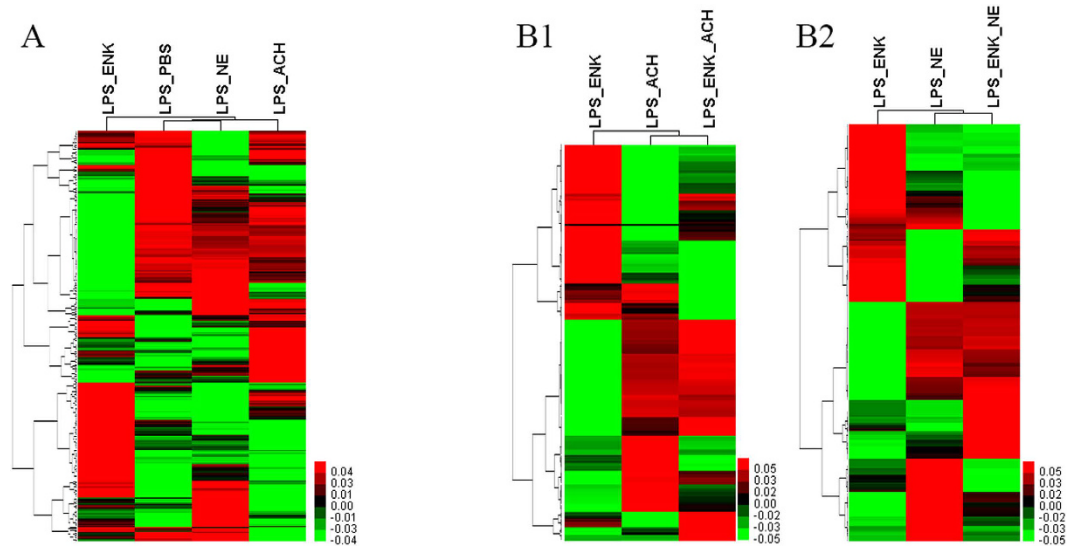 A
LPS_ENK
LPS_PBS
LPS_NE
LPS_ACH
0.04
0.03
0.01
0.00
-0.01
-0.03
-0.04
B1
LPS_ENK
LPS_ACH
LPS_ENK_ACH
0.05
0.03
0.02
0.00
-0.02
-0.03
-0.05
B2
LPS_ENK
LPS_NE
LPS_ENK_NE
0.05
0.03
0.02
0.00
-0.02
-0.03
-0.05